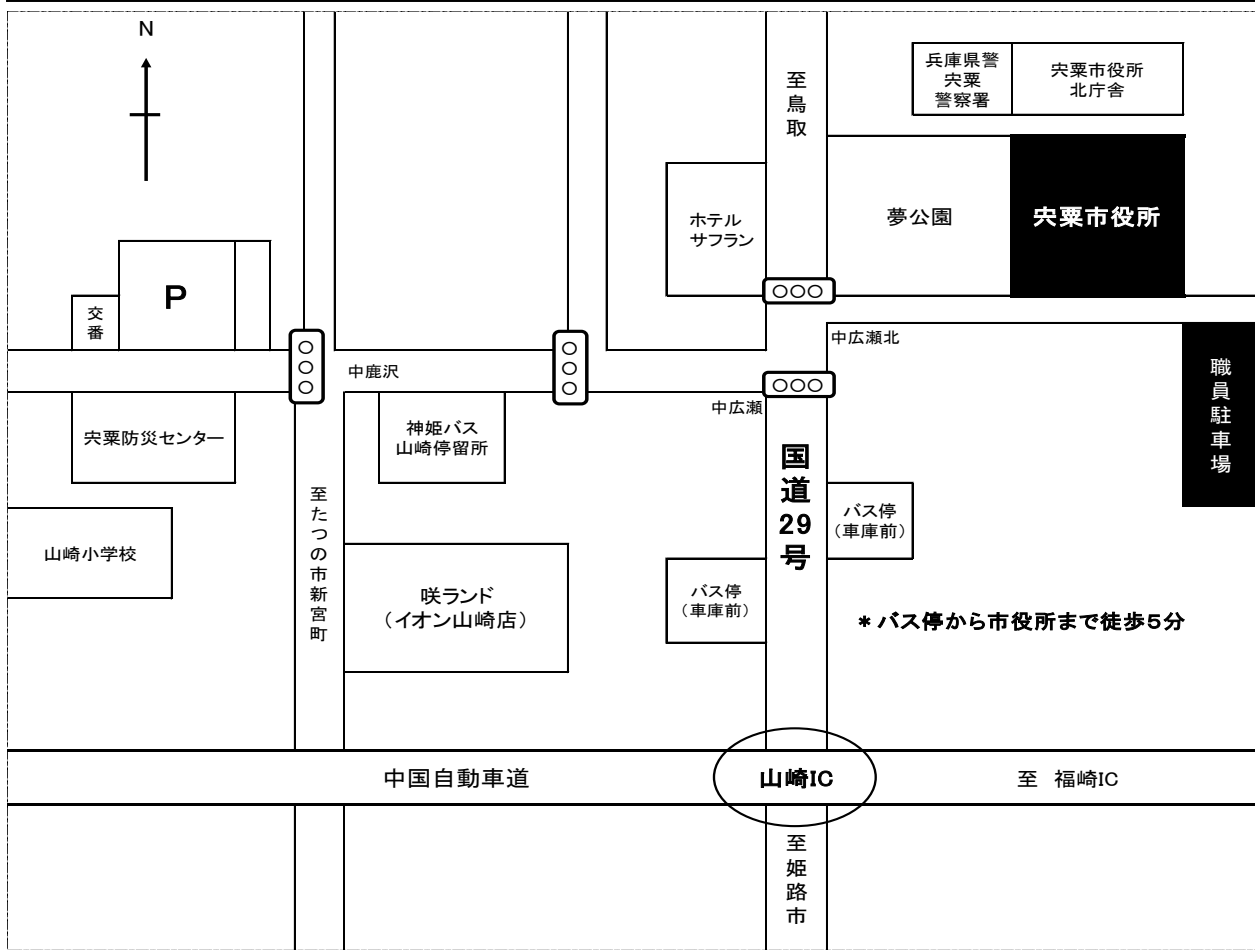 N
至鳥取
兵庫県警
宍粟
警察署
宍粟市役所
北庁舎
ホテル
サフラン
夢公園
宍粟市役所
P
交番
中鹿沢
中広瀬北
中広瀬
職員駐車場
宍粟防災センター
神姫バス
山崎停留所
国道29号
至たつの市新宮町
バス停
（車庫前）
山崎小学校
咲ランド
（イオン山崎店）
バス停
（車庫前）
＊バス停から市役所まで徒歩5分
中国自動車道
山崎IC
至 福崎IC
至姫路市